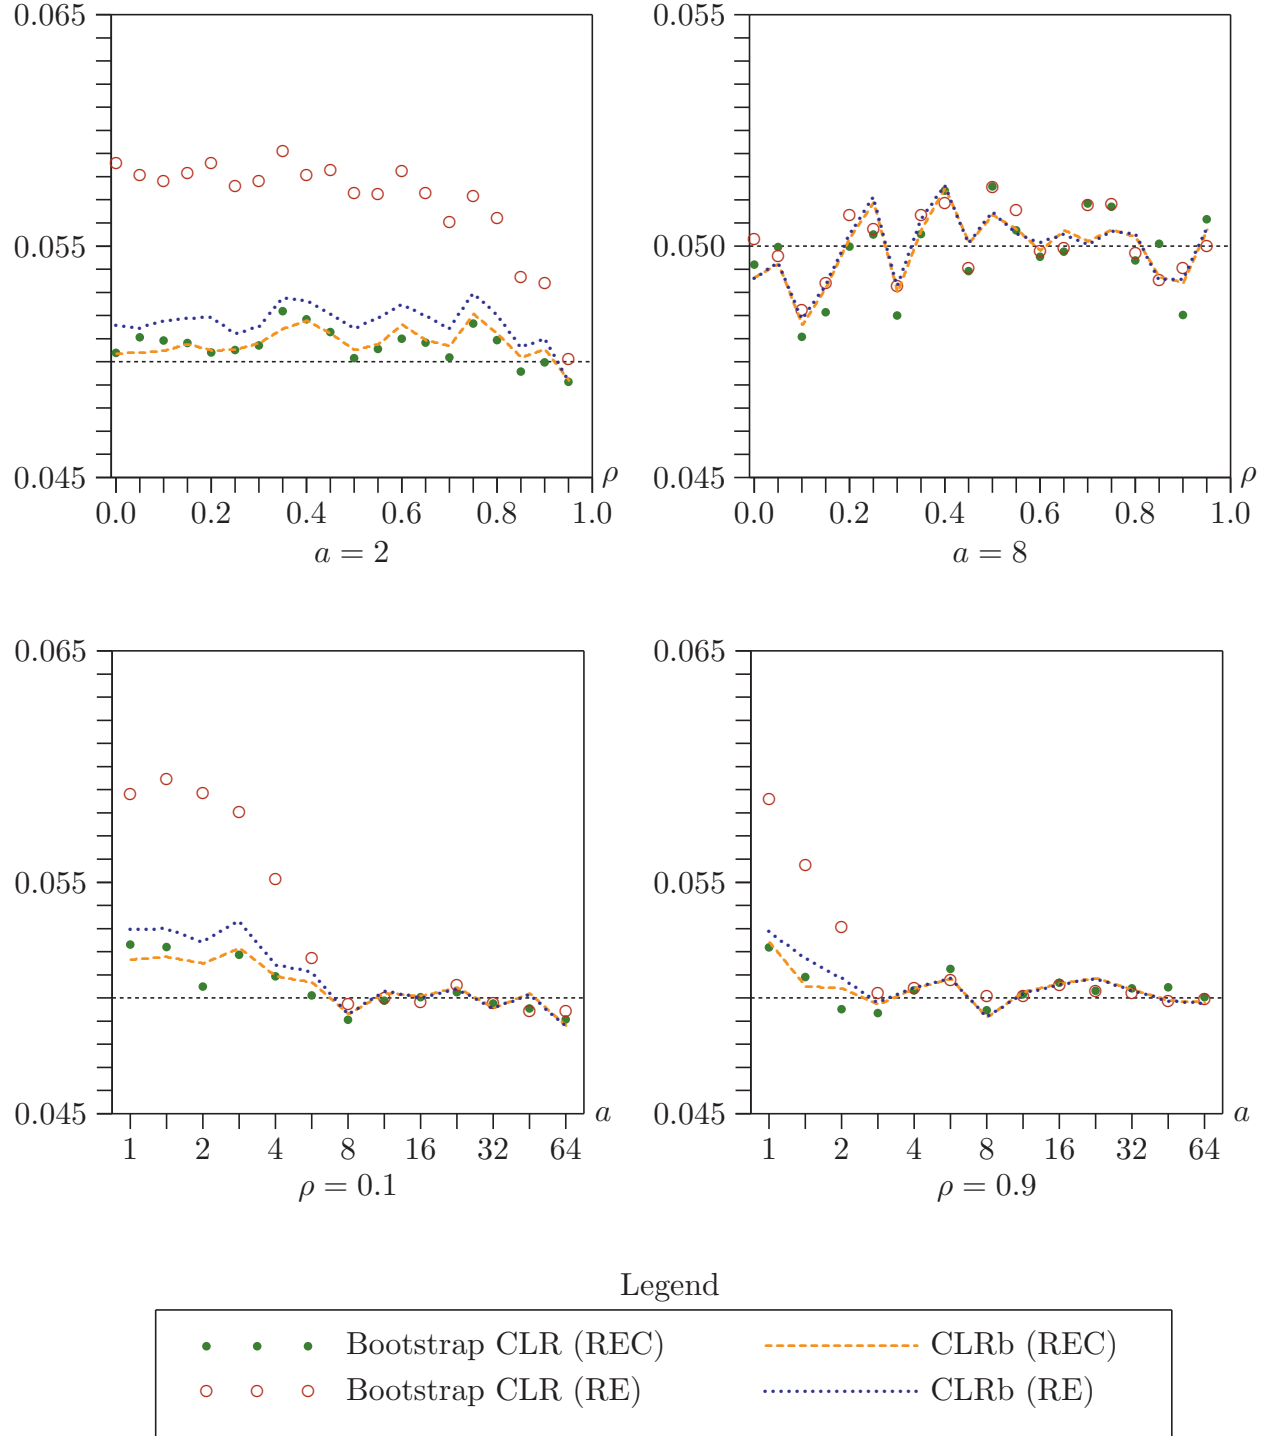 0.065
0.055
0.045
0.0 0.2 0.4 0.6 0.8 1.0
ρ
a = 2
0.055
0.050
0.045
0.0 0.2 0.4 0.6 0.8 1.0
ρ
a = 8
0.065
0.055
0.045
1 2 4 8 16 32 64
a
ρ = 0.1
0.065
0.055
0.045
1 2 4 8 16 32 64
a
ρ = 0.9
Legend
Bootstrap CLR (REC) CLRb (REC)
Bootstrap CLR (RE) CLRb (RE)